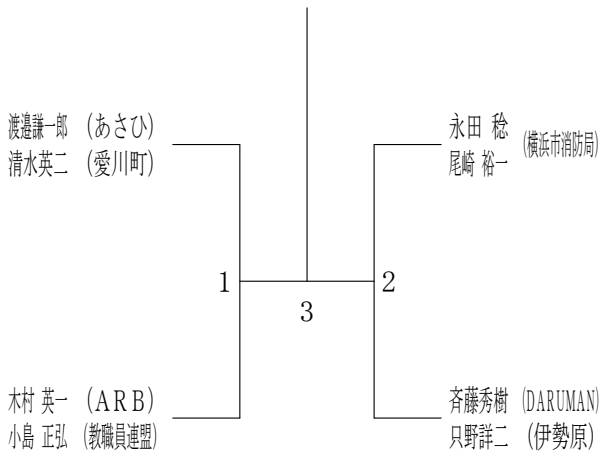 渡邉謙一郎 (あさひ)
清水英二 (愛川町)
永田 稔
尾崎 裕一
(横浜市消防局)
1
2
3
木村 英一 (ARB)
小島 正弘 (教職員連盟)
斉藤秀樹 (DARUMAN)
只野詳二 (伊勢原)